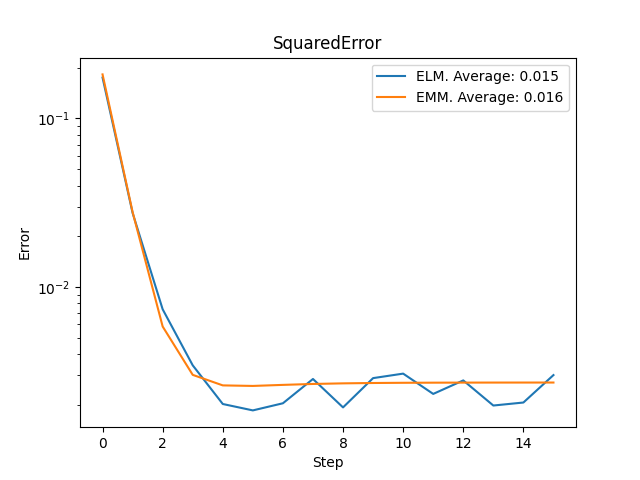 SquaredError
ELM. Average: 0.015
EMM. Average: 0.016
10⁻¹
10⁻²
Error
0 2 4 6 8 10 12 14
Step